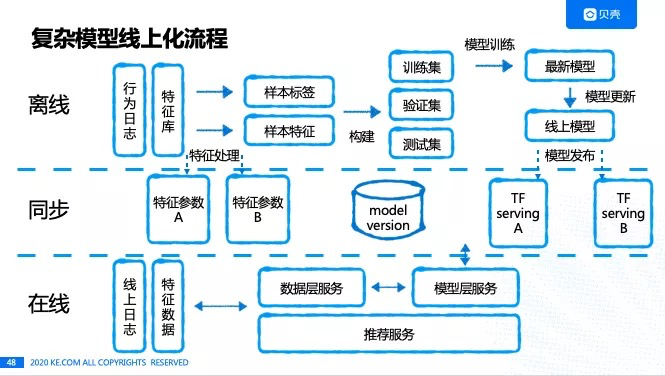 贝壳
复杂模型线上化流程
离线
行为日志
特征库
样本标签
样本特征
构建
训练集
验证集
测试集
模型训练
最新模型
模型更新
线上模型
特征处理
模型发布
同步
特征参数
A
特征参数
B
model
version
TF
serving
A
TF
serving
B
在线
线上日志
特征数据
数据层服务
模型层服务
推荐服务
48
2020 KE.COM ALL COPYRIGHTS RESERVED